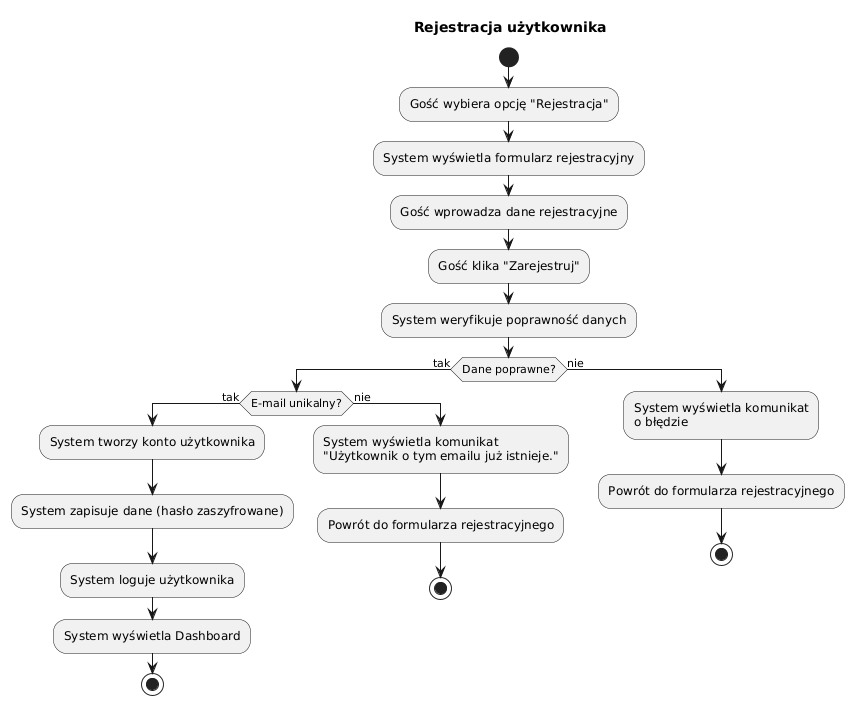 Rejestracja użytkownika
Gość wybiera opcję "Rejestracja"
System wyświetla formularz rejestracyjny
Gość wprowadza dane rejestracyjne
Gość klika "Zarejestruj"
System weryfikuje poprawność danych
tak
Dane poprawne?
nie
tak
E-mail unikalny?
nie
System tworzy konto użytkownika
System zapisuje dane (hasło zaszyfrowane)
System loguje użytkownika
System wyświetla Dashboard
System wyświetla komunikat
"Użytkownik o tym emailu już istnieje."
Powrót do formularza rejestracyjnego
System wyświetla komunikat
o błędzie
Powrót do formularza rejestracyjnego